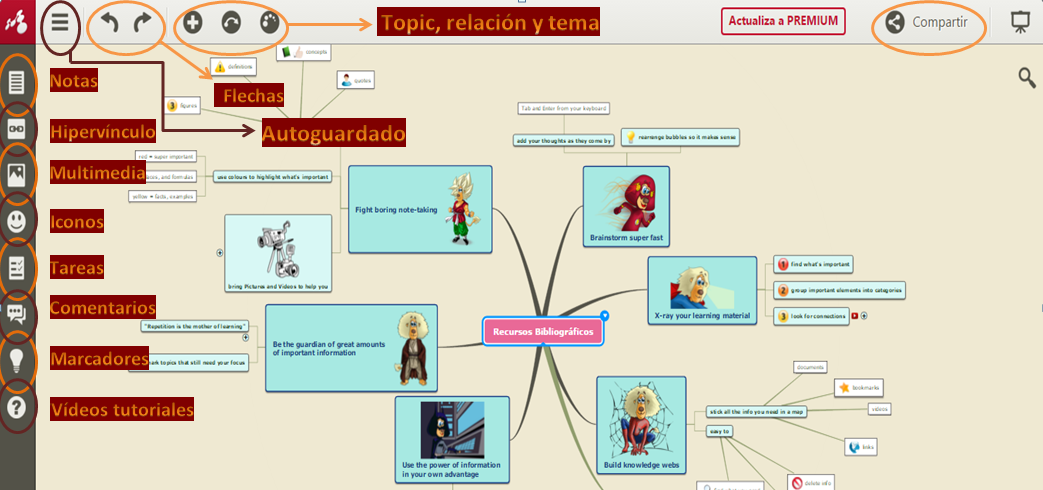 Topic, relación y tema
Actualiza a PREMIUM
Compartir
concepts
definitions
Notas
quotes
Flechas
3 figures
Tab and Enter from your keyboard
Hipervínculo
Autoguardado
add your thoughts as they come by
rearrange bubbles so it makes sense
red = super important
Multimedia
and formulas
use colours to highlight what's important
yellow = facts, examples
Fight boring note-taking
Iconos
Brainstorm super fast
Tareas
1 find what's important
bring Pictures and Videos to help you
2 group important elements into categories
Comentarios
X-ray your learning material
3 look for connections
"Repetition is the mother of learning"
Recursos Bibliográficos
Be the guardian of great amounts
of important information
Marcadores
mark topics that still need your focus
documents
bookmarks
Vídeos tutoriales
stick all the info you need in a map
videos
easy to
links
Use the power of information
in your own advantage
Build knowledge webs
delete info